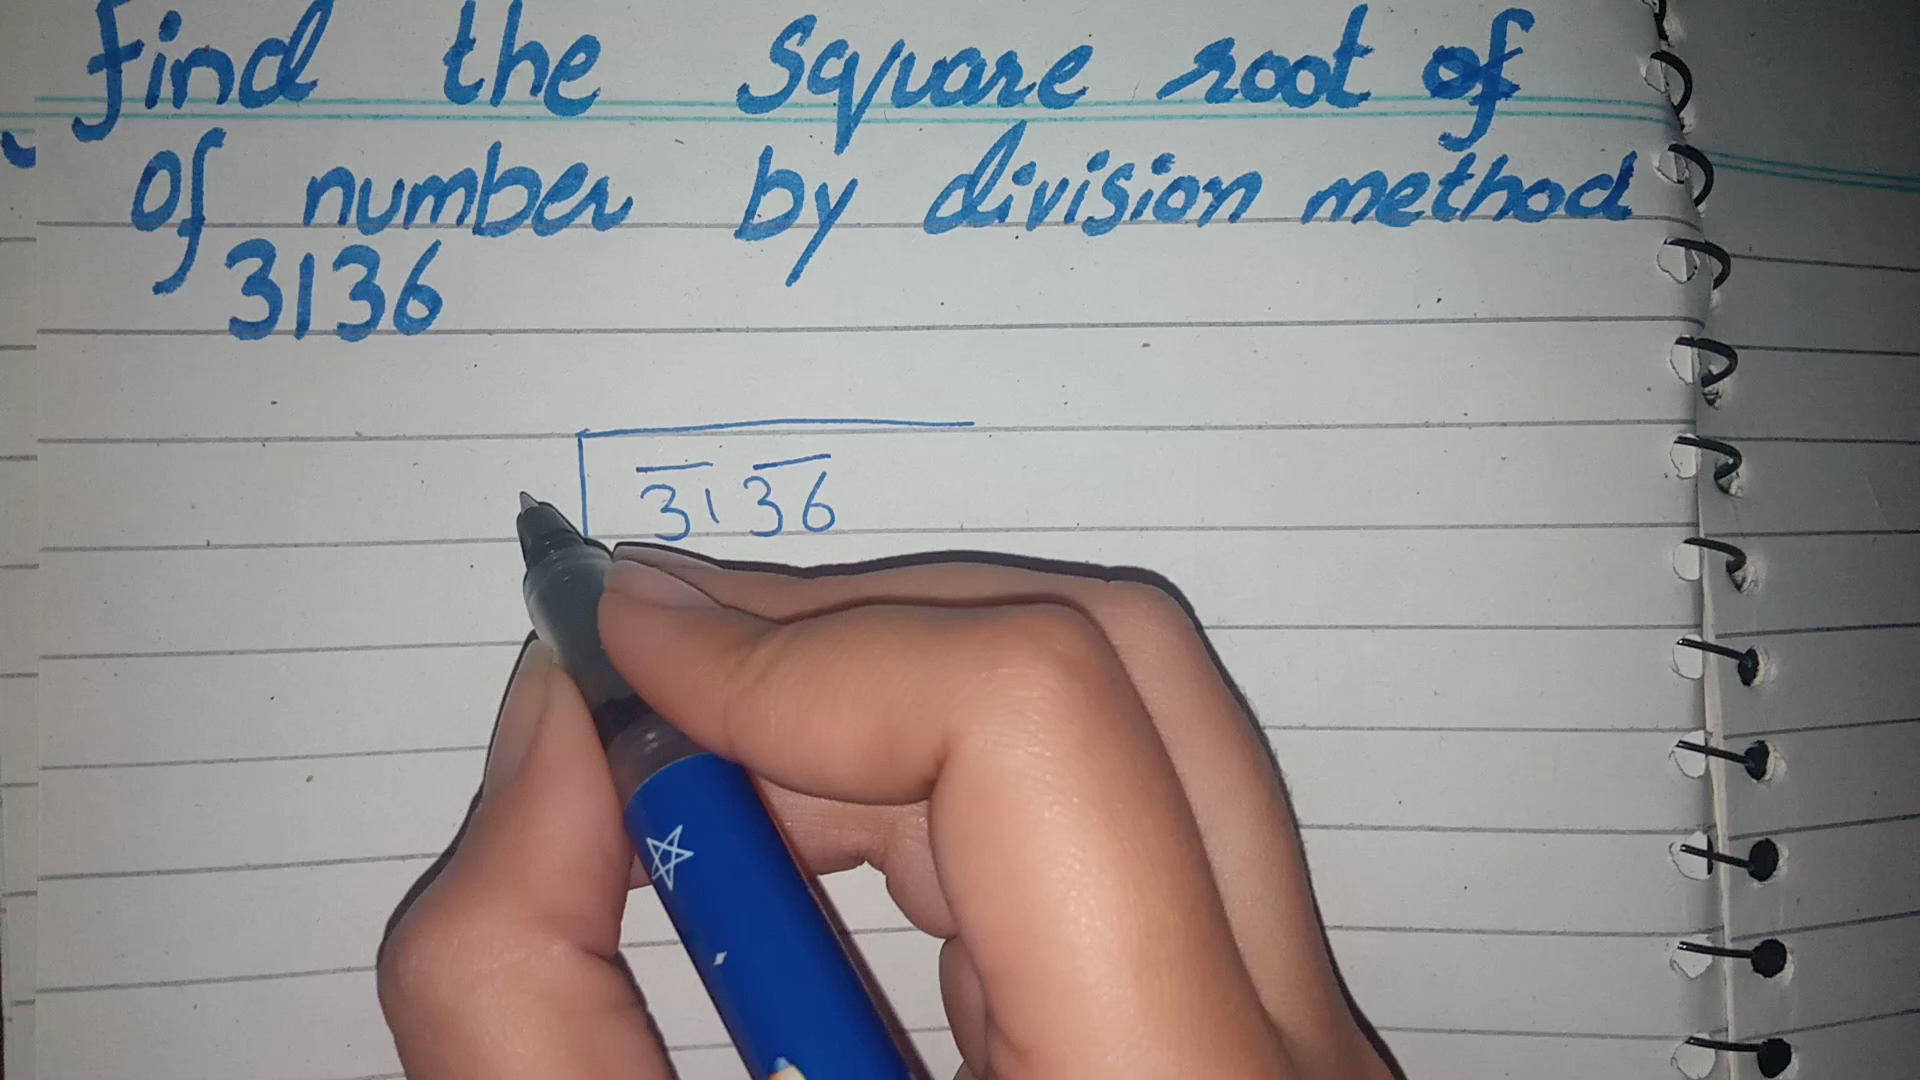 find the square root of
of number by division method
3136
3136